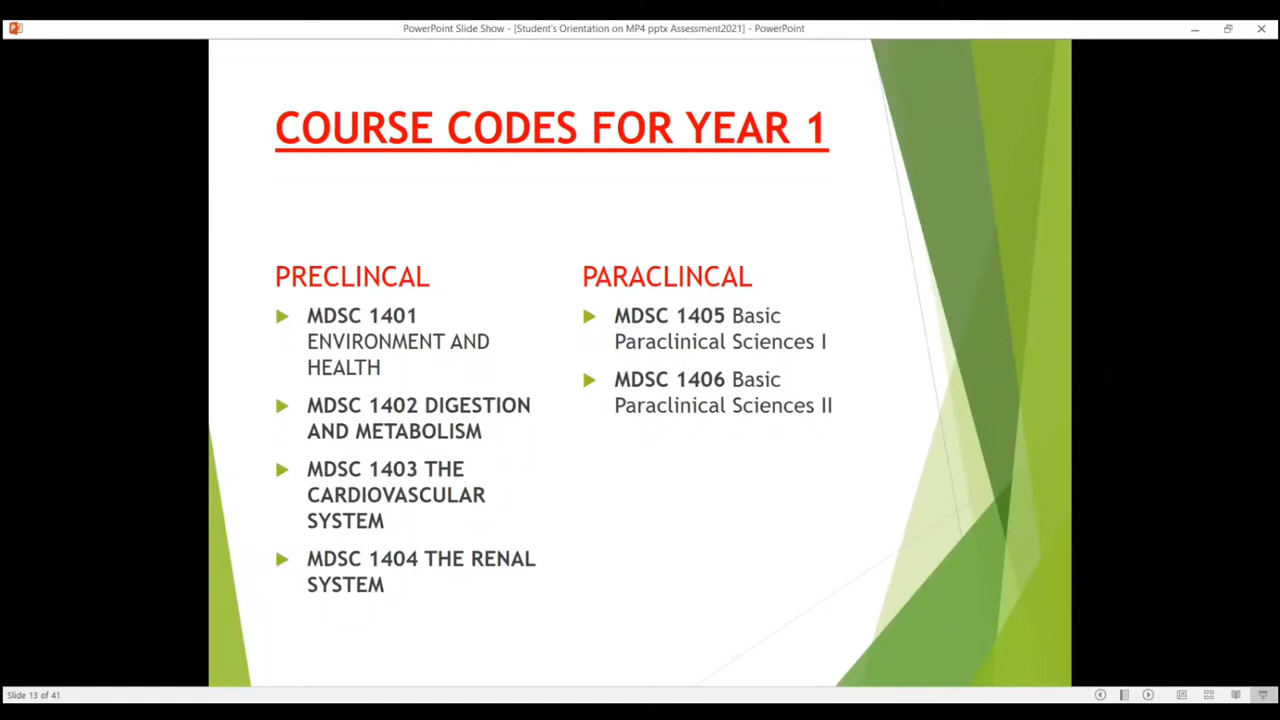 PowerPoint Slide Show - [Student's Orientation on MP4 pptx Assessment2021] - PowerPoint
COURSE CODES FOR YEAR 1
PRECLINCAL
MDSC 1401
ENVIRONMENT AND
HEALTH
MDSC 1402 DIGESTION
AND METABOLISM
MDSC 1403 THE
CARDIOVASCULAR
SYSTEM
MDSC 1404 THE RENAL
SYSTEM
PARACLINCAL
MDSC 1405 Basic
Paraclinical Sciences I
MDSC 1406 Basic
Paraclinical Sciences II
Slide 13 of 41